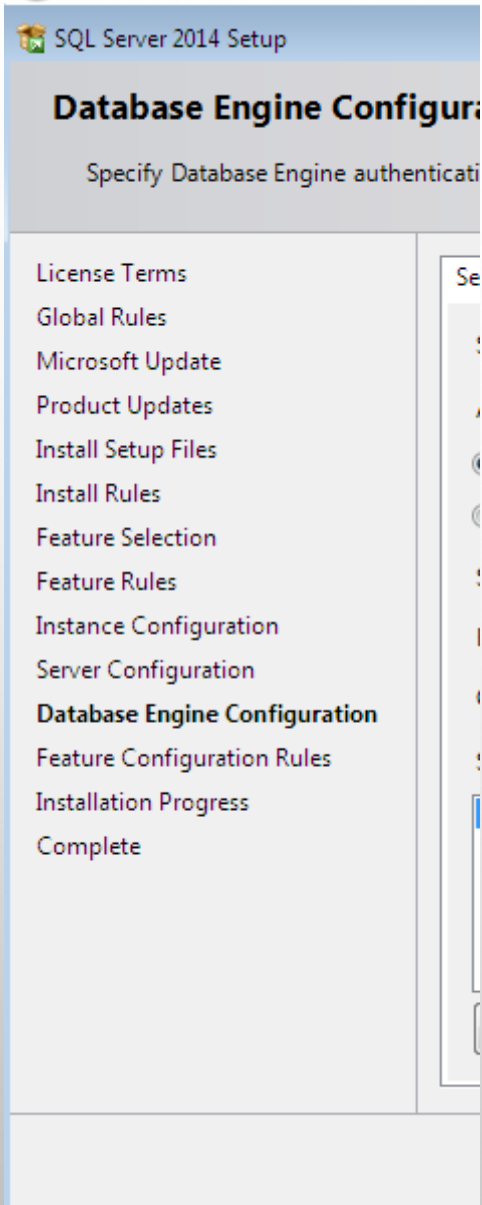 SQL Server 2014 Setup
Database Engine Configura
Specify Database Engine authenticati
License Terms
Global Rules
Microsoft Update
Product Updates
Install Setup Files
Install Rules
Feature Selection
Feature Rules
Instance Configuration
Server Configuration
Database Engine Configuration
Feature Configuration Rules
Installation Progress
Complete
Se